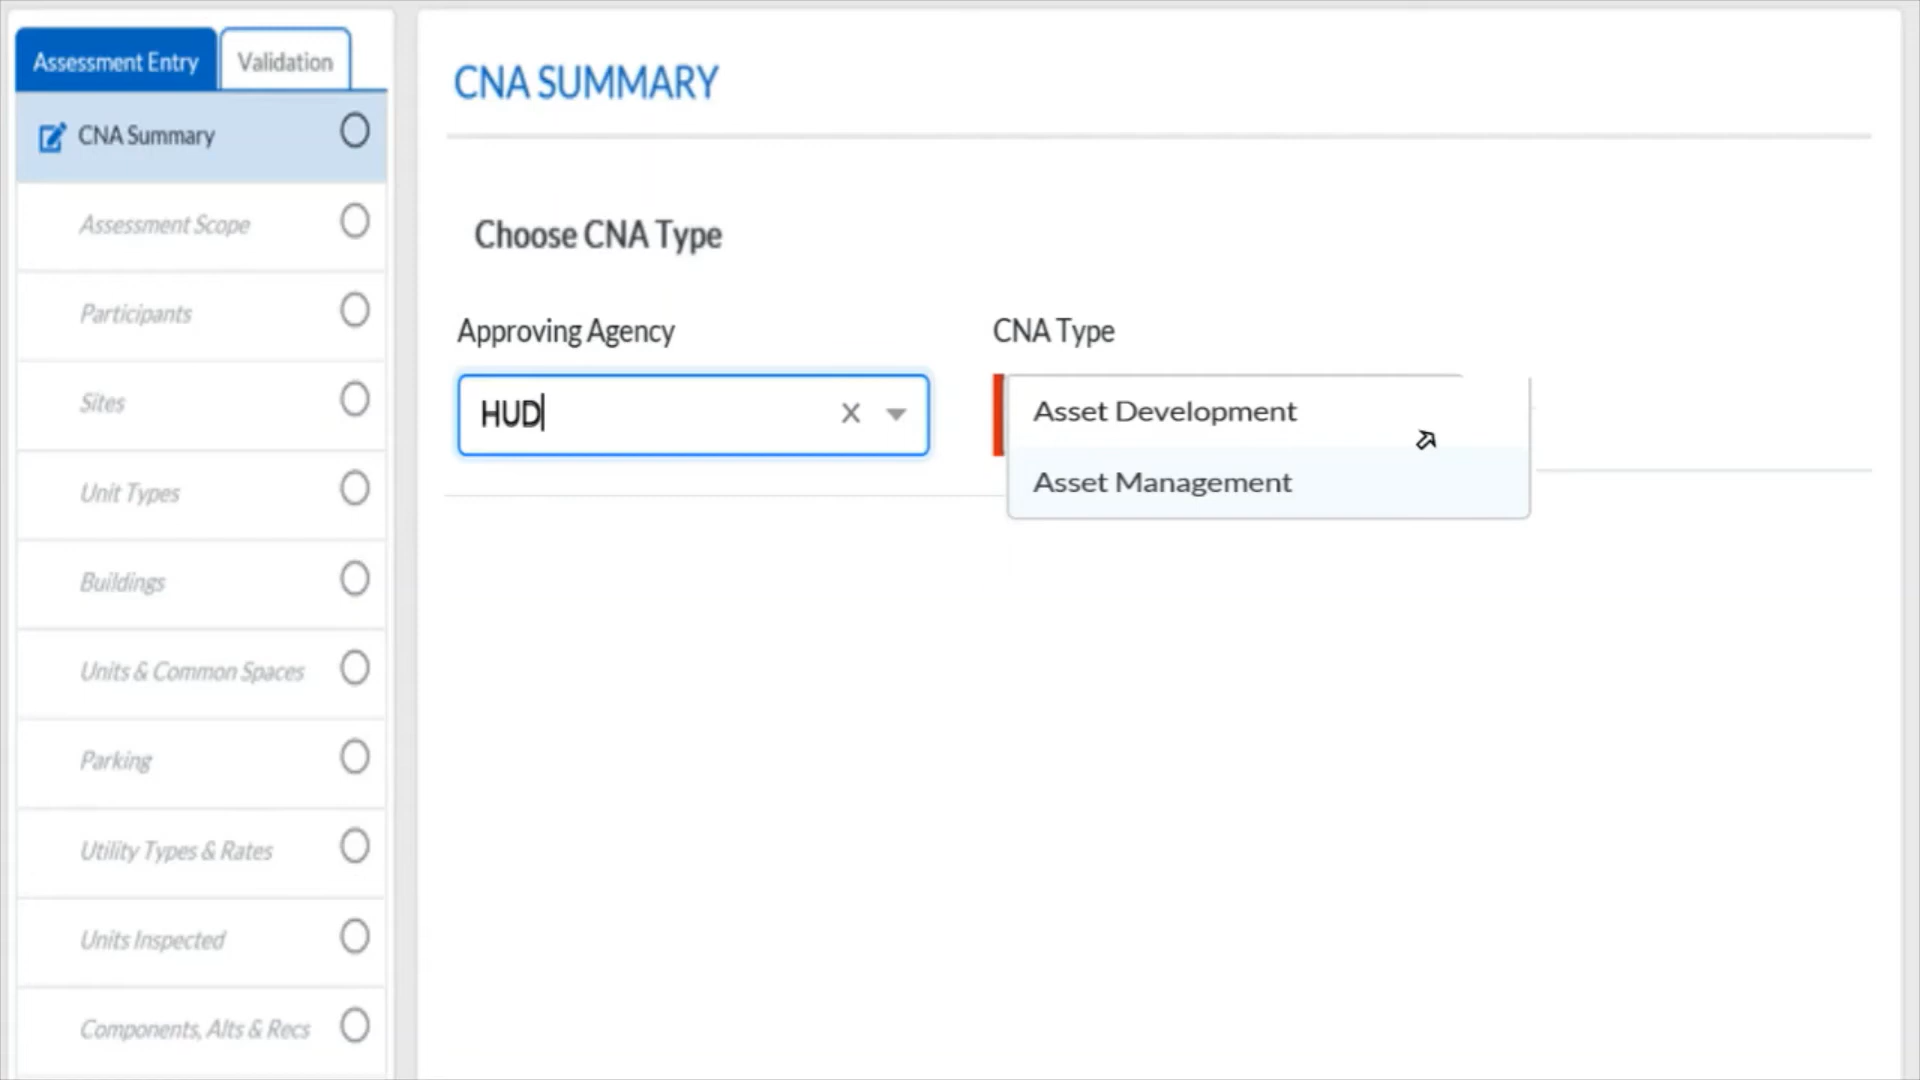 Assessment Entry
Validation
CNA Summary
Assessment Scope
Participants
Sites
Unit Types
Buildings
Units & Common Spaces
Parking
Utility Types & Rates
Units Inspected
Components, Alts & Recs
CNA SUMMARY
Choose CNA Type
Approving Agency
HUD
CNA Type
Asset Development
Asset Management